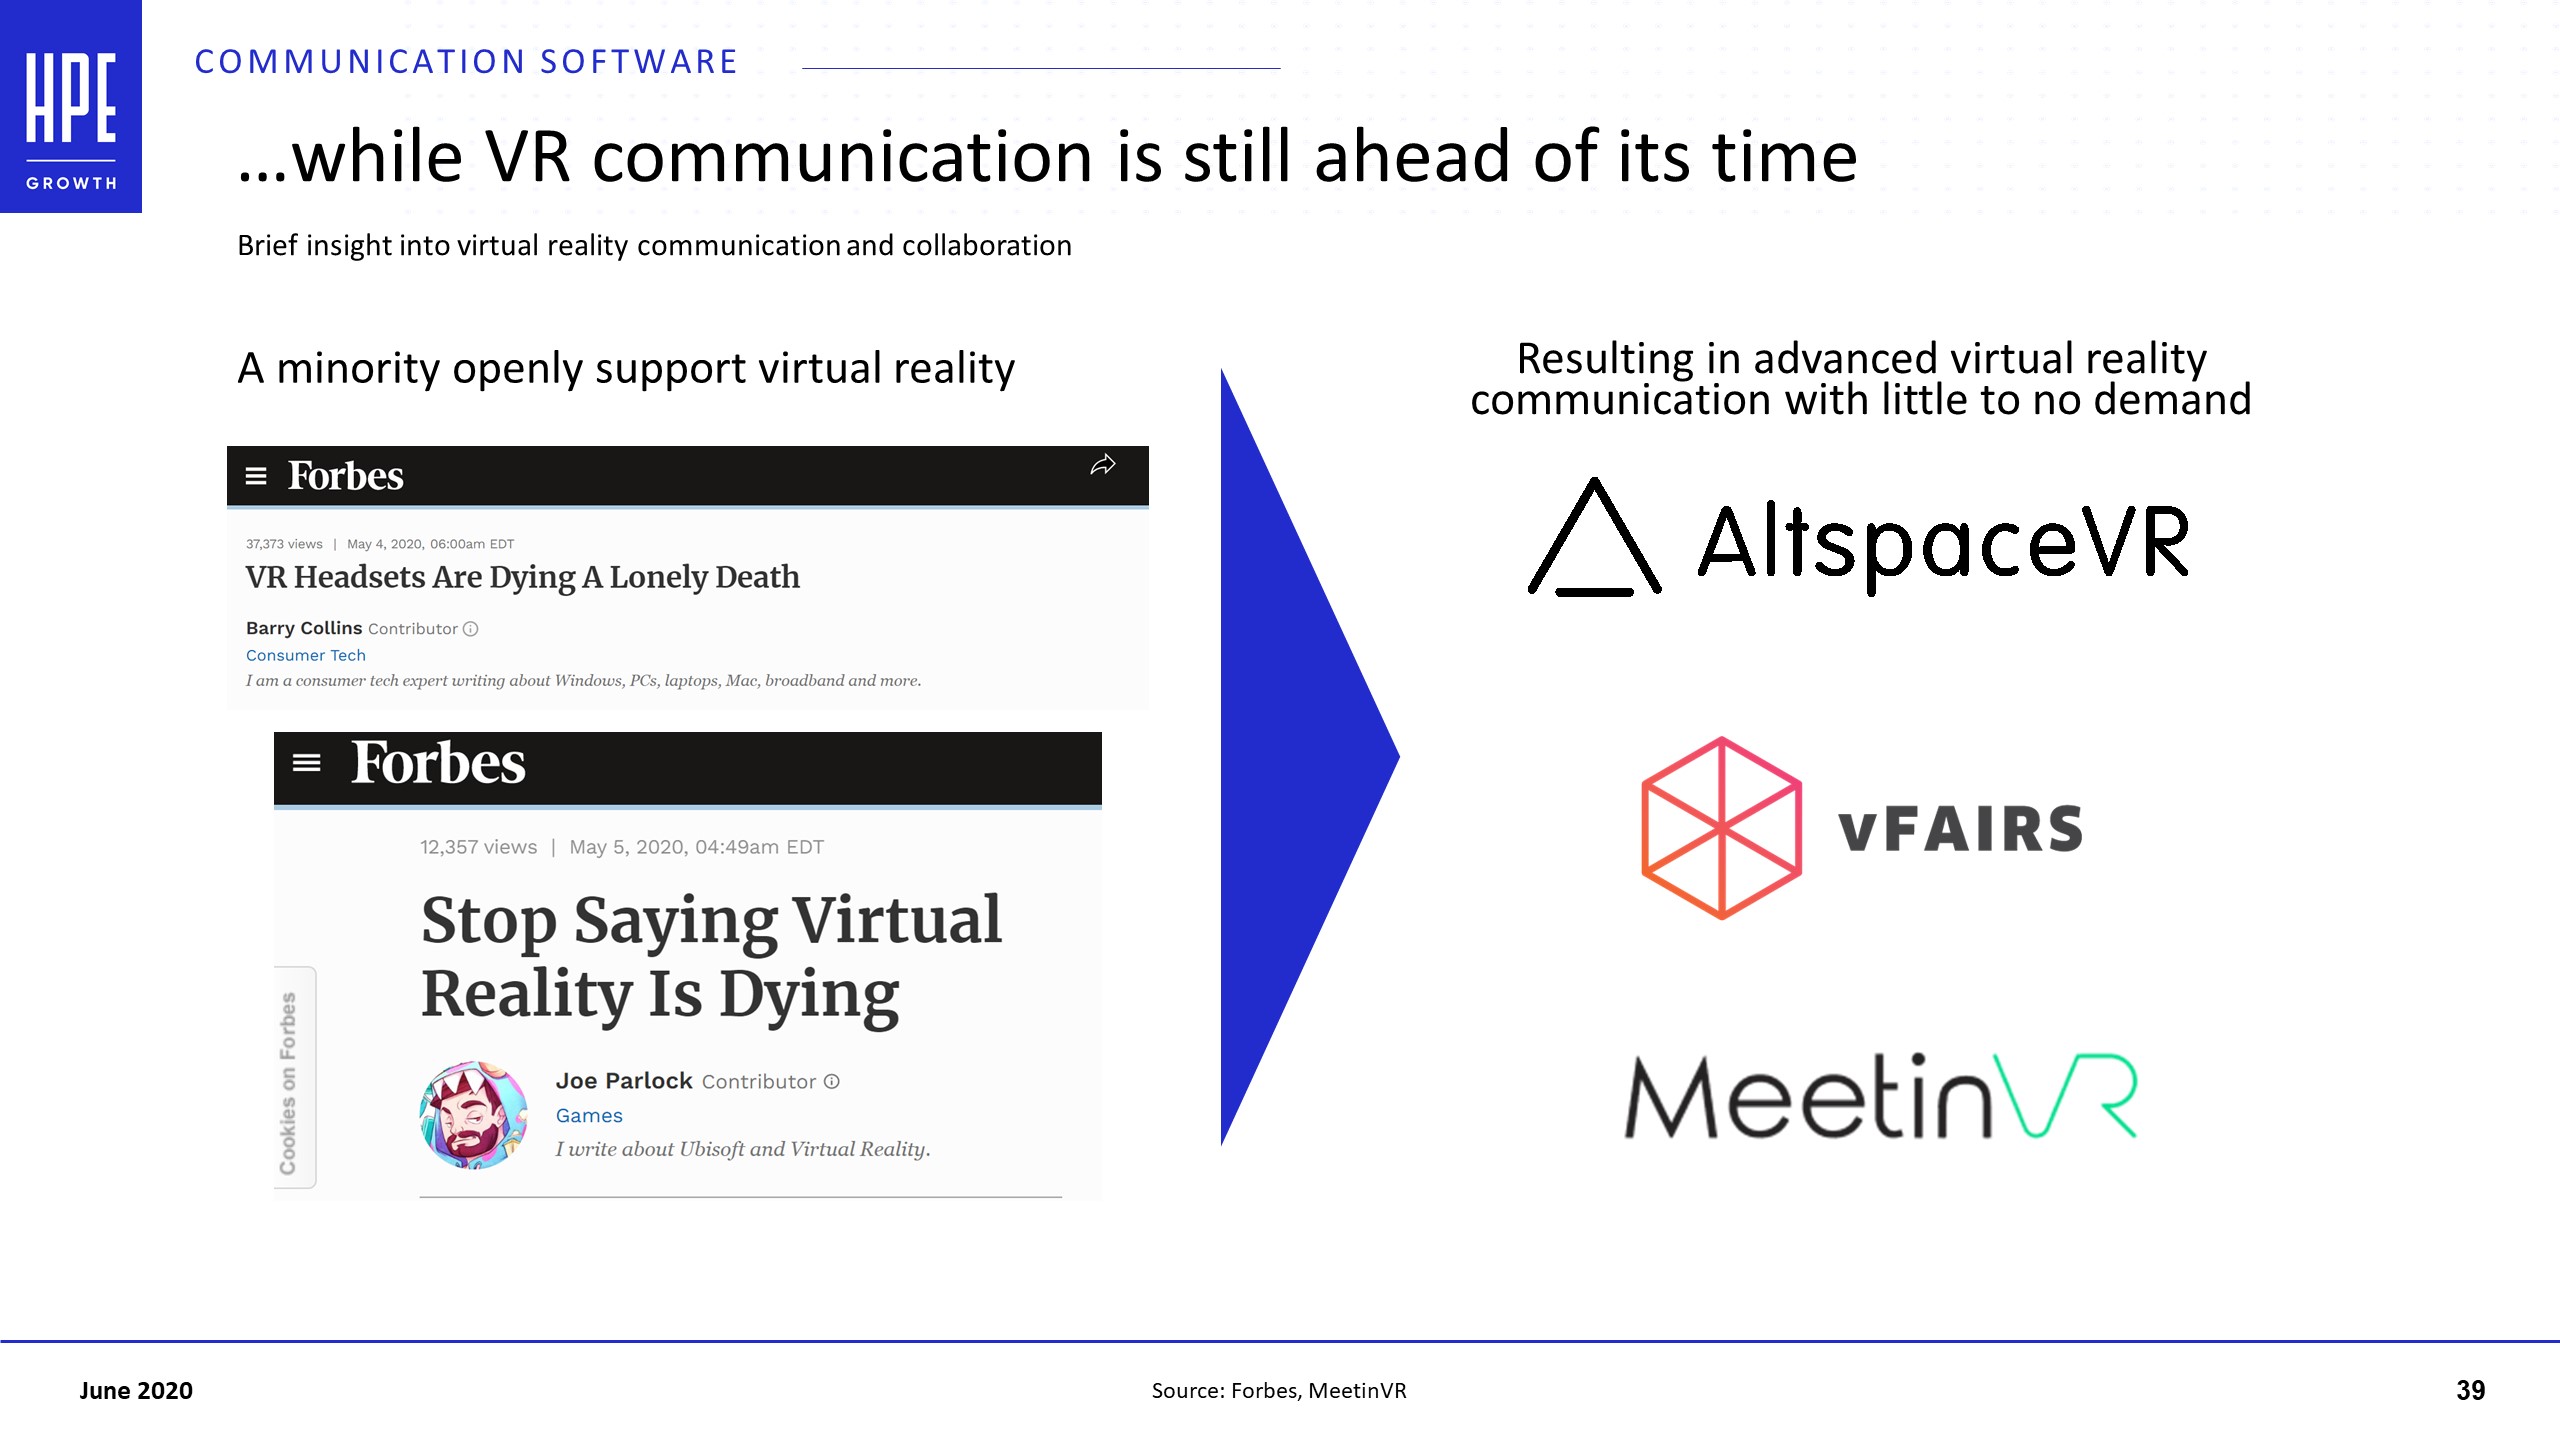 HPE
GROWTH
COMMUNICATION SOFTWARE
...while VR communication is still ahead of its time
Brief insight into virtual reality communication and collaboration
A minority openly support virtual reality
Forbes
37,373 views | May 4, 2020, 06:00am EDT
VR Headsets Are Dying A Lonely Death
Barry Collins Contributor
Consumer Tech
I am a consumer tech expert writing about Windows, PCs, laptops, Mac, broadband and more.
Forbes
12,357 views | May 5, 2020, 04:49am EDT
Stop Saying Virtual
Reality Is Dying
Cookies on Forbes
Joe Parlock Contributor
Games
I write about Ubisoft and Virtual Reality.
Resulting in advanced virtual reality
communication with little to no demand
AltspaceVR
vFAIRS
MeetinVR
June 2020
Source: Forbes, MeetinVR
39